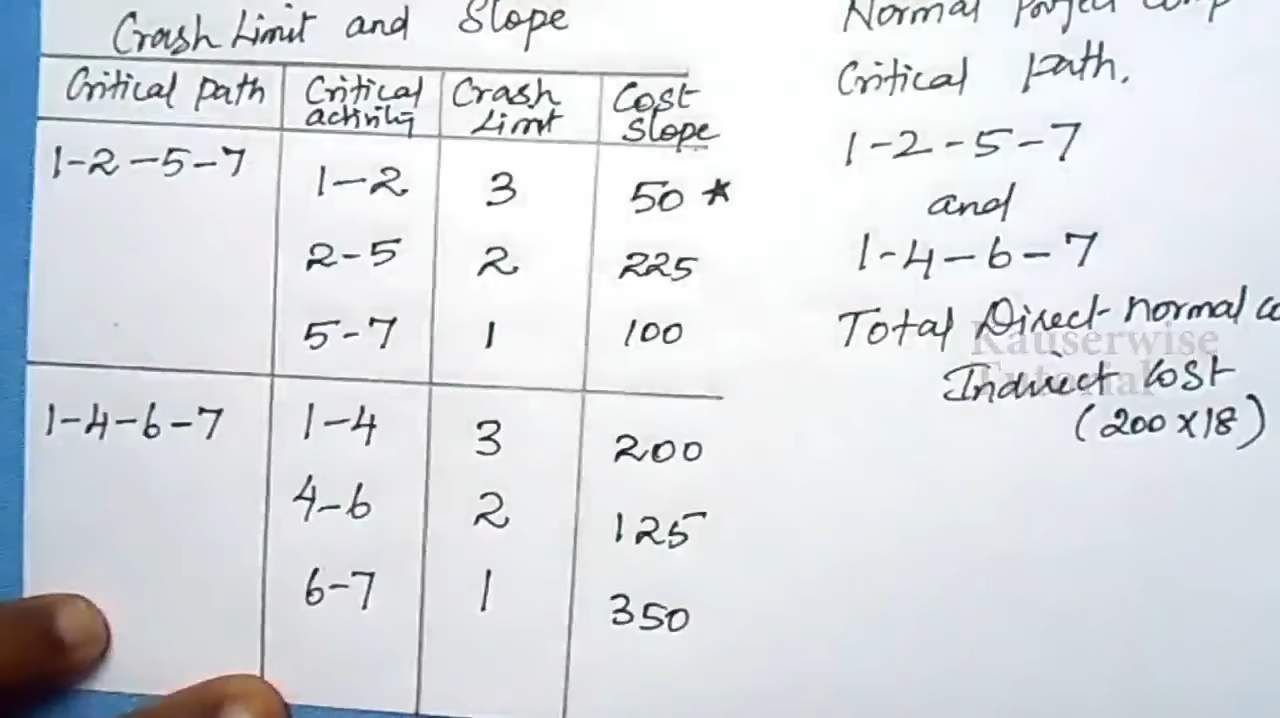 Crash Limit and Slope
Critical path | Critical activity | Crash Limit | Cost Slope
1-2-5-7 | 1-2 | 3 | 50 *
2-5 | 2 | 225
5-7 | 1 | 100
1-4-6-7 | 1-4 | 3 | 200
4-6 | 2 | 125
6-7 | 1 | 350
Normal
Critical path.
1-2-5-7
and
1-4-6-7
Total Direct normal
Kauserwise
Tutorial
Indirect Cost
(200 x 18)